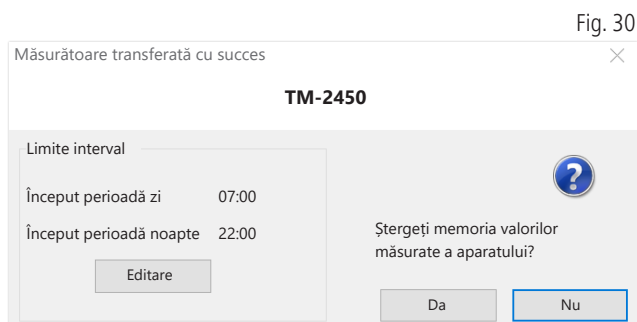 Fig. 30
Măsurătoare transferată cu succes
TM-2450
Limite interval
Început perioadă zi 07:00
Început perioadă noapte 22:00
Editare
Ștergeți memoria valorilor
măsurate a aparatului?
Da Nu